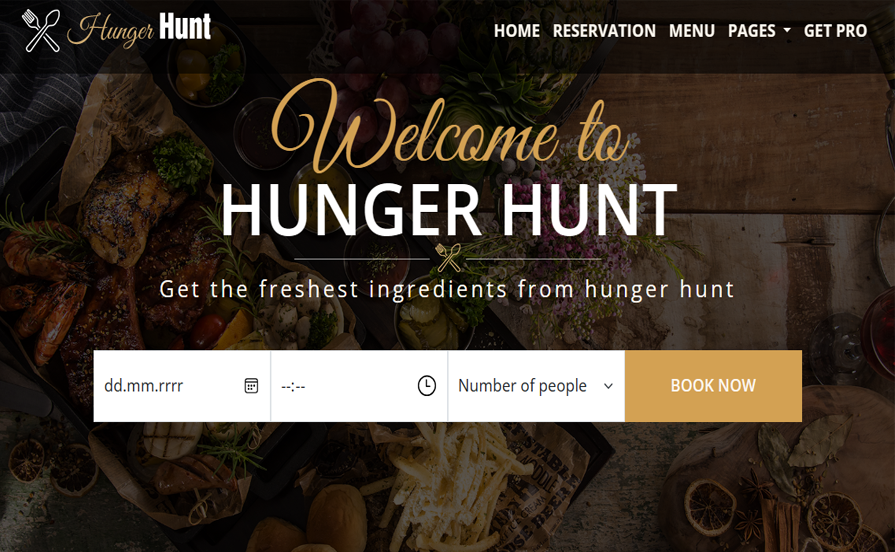 Hunger Hunt
HOME RESERVATION MENU PAGES GET PRO
Welcome to
HUNGER HUNT
Get the freshest ingredients from hunger hunt
dd.mm.rrrr --:-- Number of people BOOK NOW